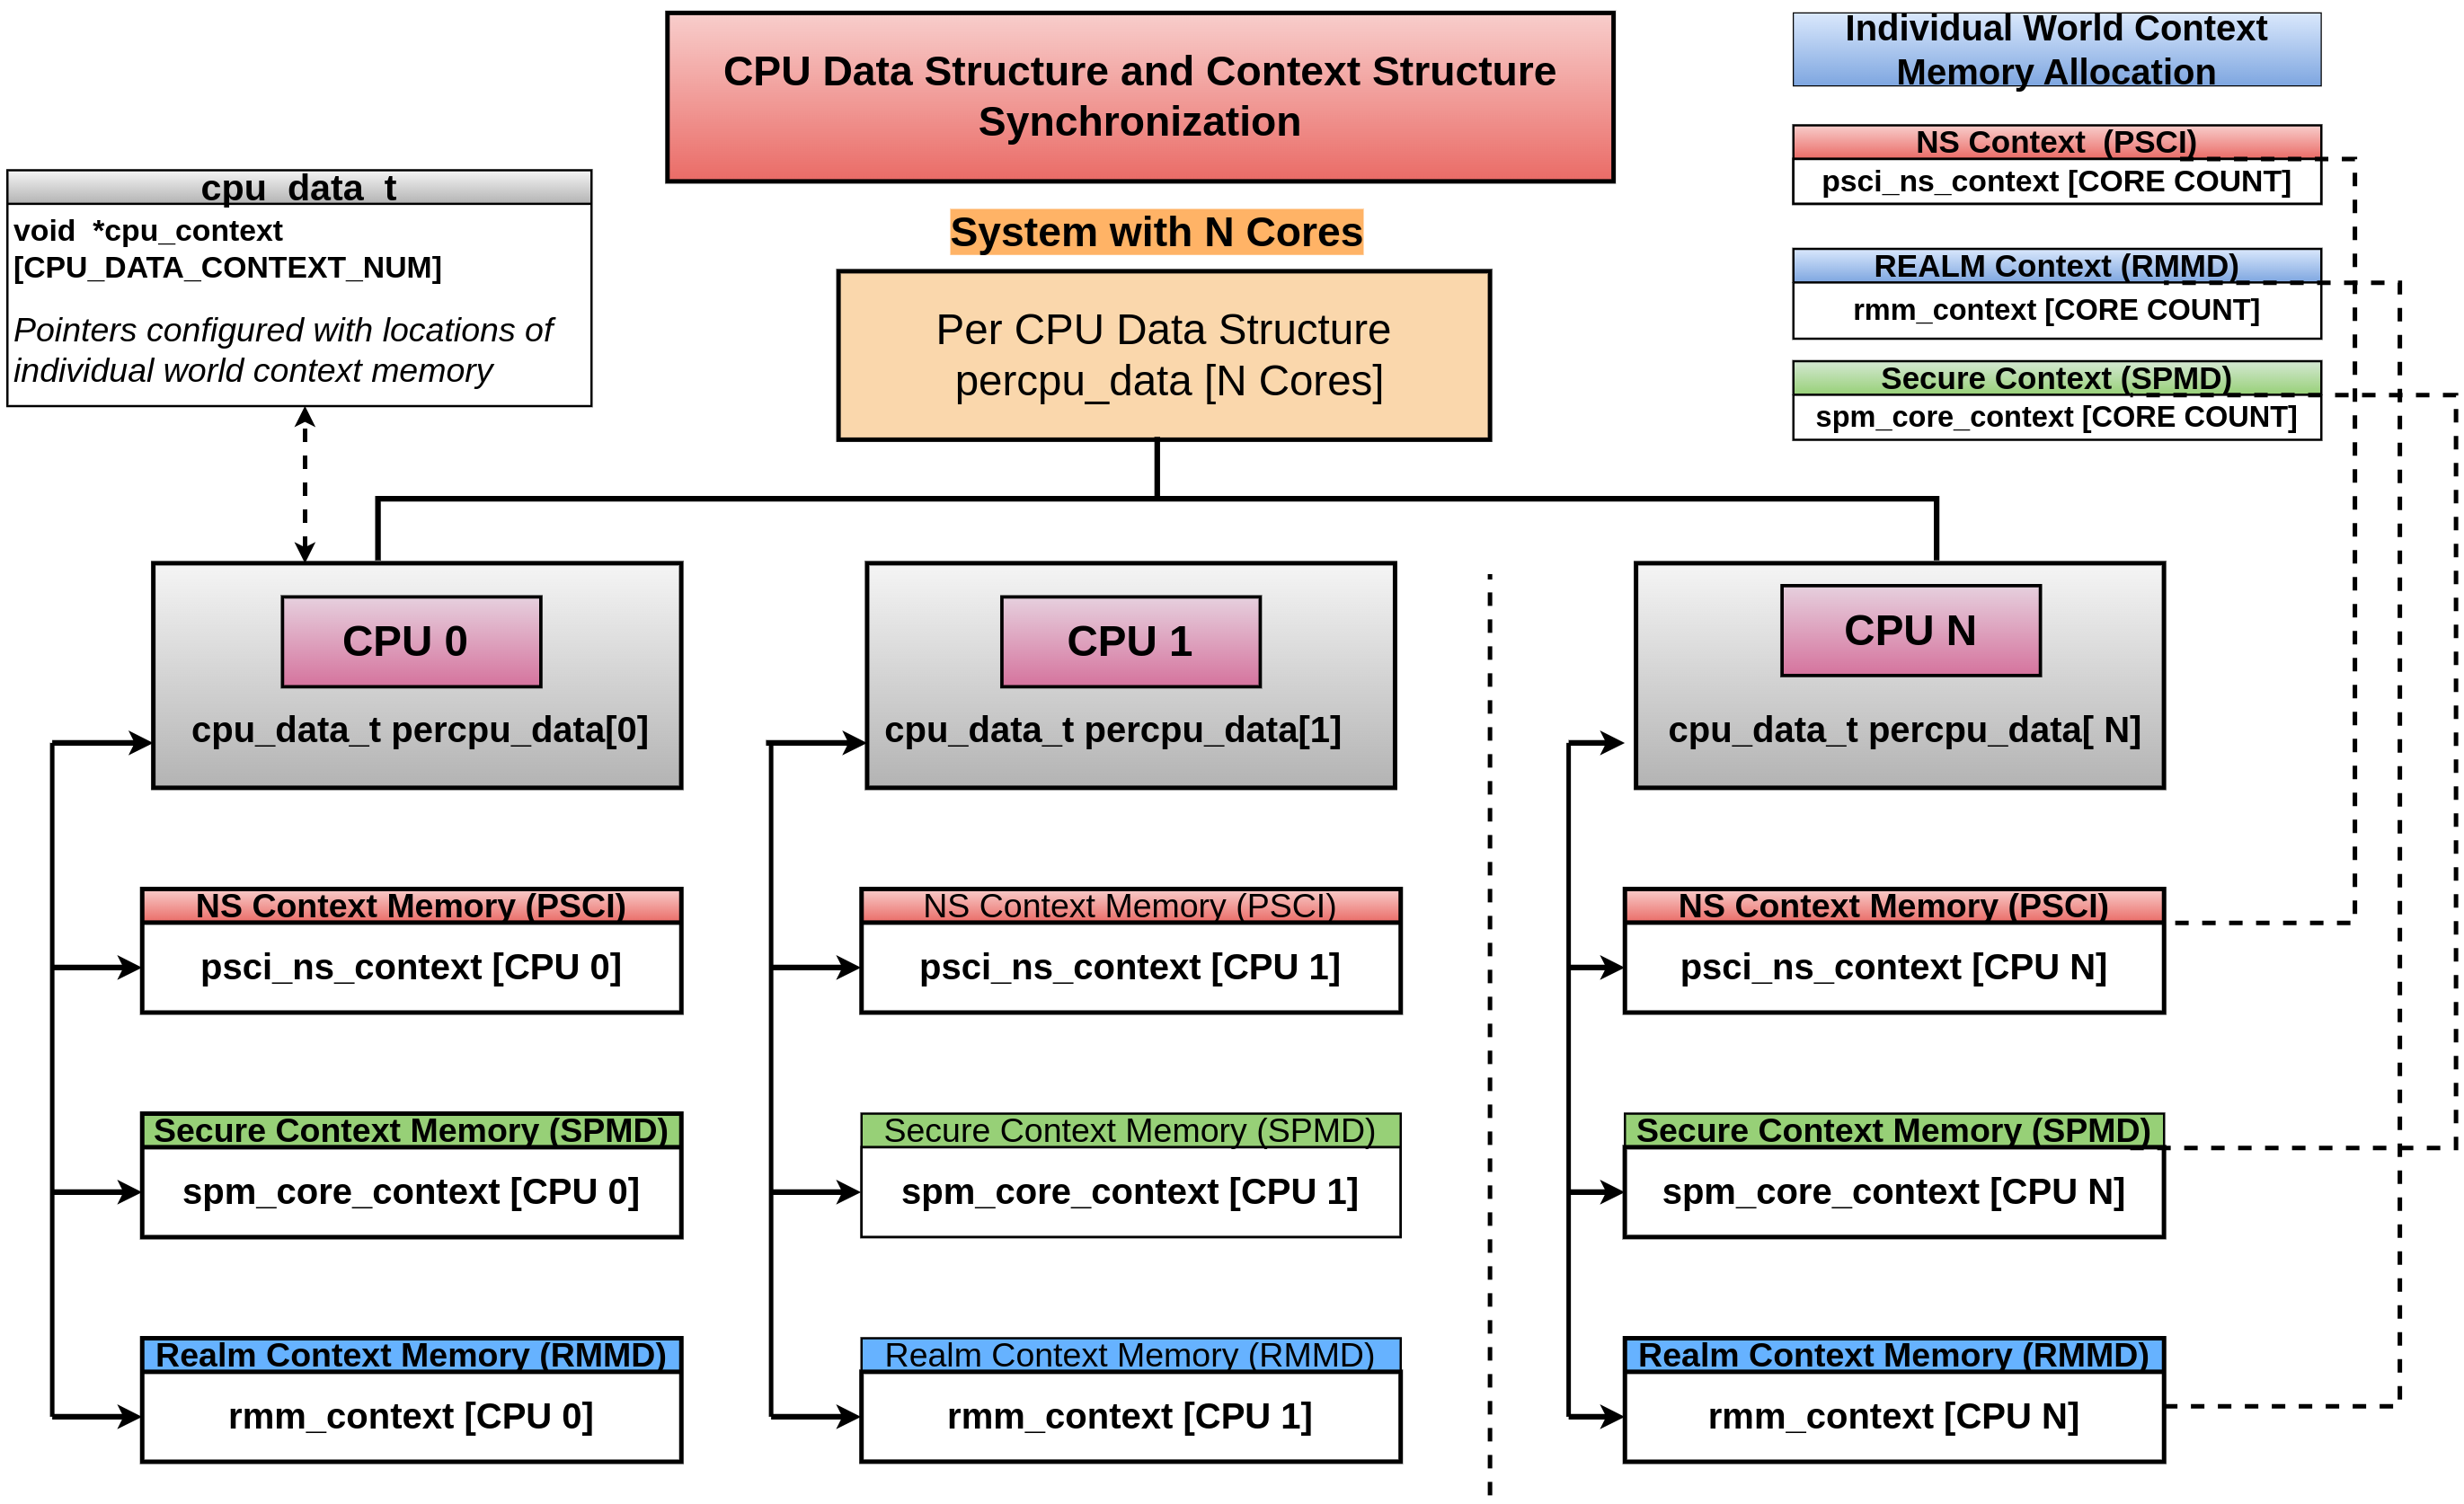 CPU Data Structure and Context Structure
Synchronization
Individual World Context
Memory Allocation
NS Context  (PSCI)
psci_ns_context [CORE COUNT]
REALM Context (RMMD)
rmm_context [CORE COUNT]
Secure Context (SPMD)
spm_core_context [CORE COUNT]
cpu_data_t
void  *cpu_context
[CPU_DATA_CONTEXT_NUM]
Pointers configured with locations of
individual world context memory
System with N Cores
Per CPU Data Structure
percpu_data [N Cores]
CPU 0
cpu_data_t percpu_data[0]
CPU 1
cpu_data_t percpu_data[1]
CPU N
cpu_data_t percpu_data[ N]
NS Context Memory (PSCI)
psci_ns_context [CPU 0]
NS Context Memory (PSCI)
psci_ns_context [CPU 1]
NS Context Memory (PSCI)
psci_ns_context [CPU N]
Secure Context Memory (SPMD)
spm_core_context [CPU 0]
Secure Context Memory (SPMD)
spm_core_context [CPU 1]
Secure Context Memory (SPMD)
spm_core_context [CPU N]
Realm Context Memory (RMMD)
rmm_context [CPU 0]
Realm Context Memory (RMMD)
rmm_context [CPU 1]
Realm Context Memory (RMMD)
rmm_context [CPU N]